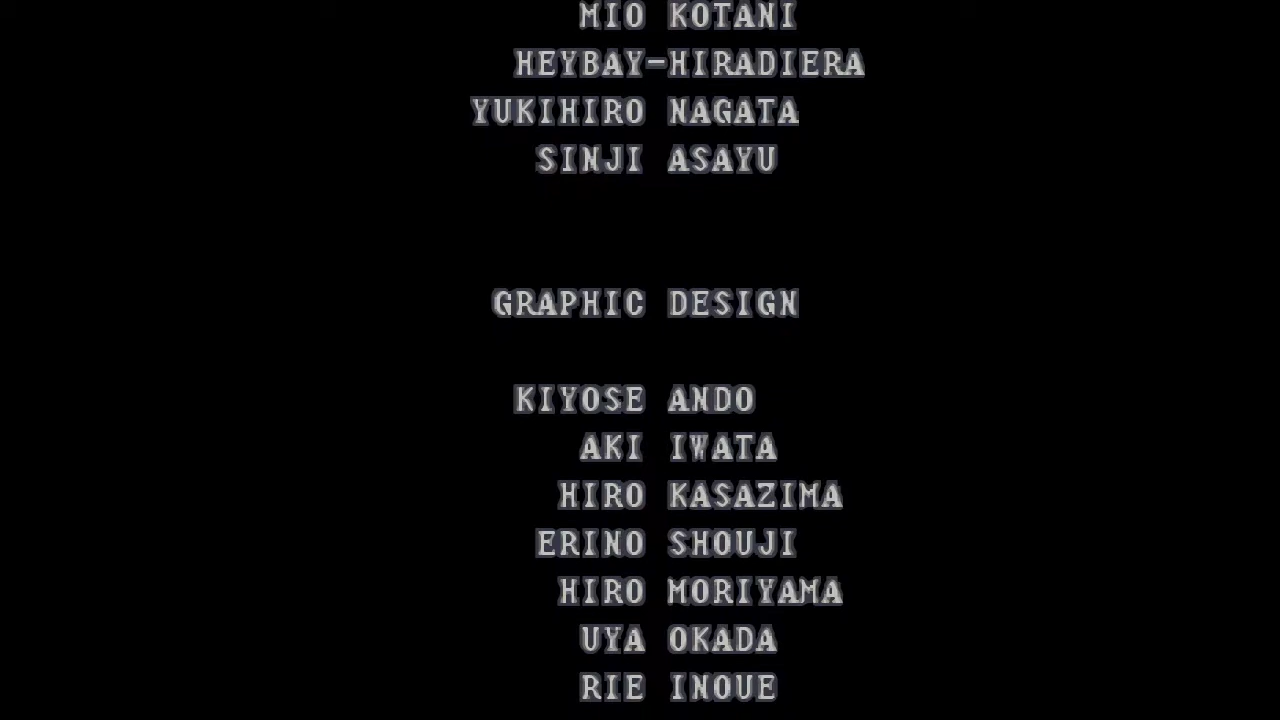 MIO KOTANI
HEYBAY-HIRADIERA
YUKIHIRO NAGATA
SINJI ASAYU
GRAPHIC DESIGN
KIYOSE ANDO
AKI IWATA
HIRO KASAZIMA
ERINO SHOUJI
HIRO MORIYAMA
UYA OKADA
RIE INOUE